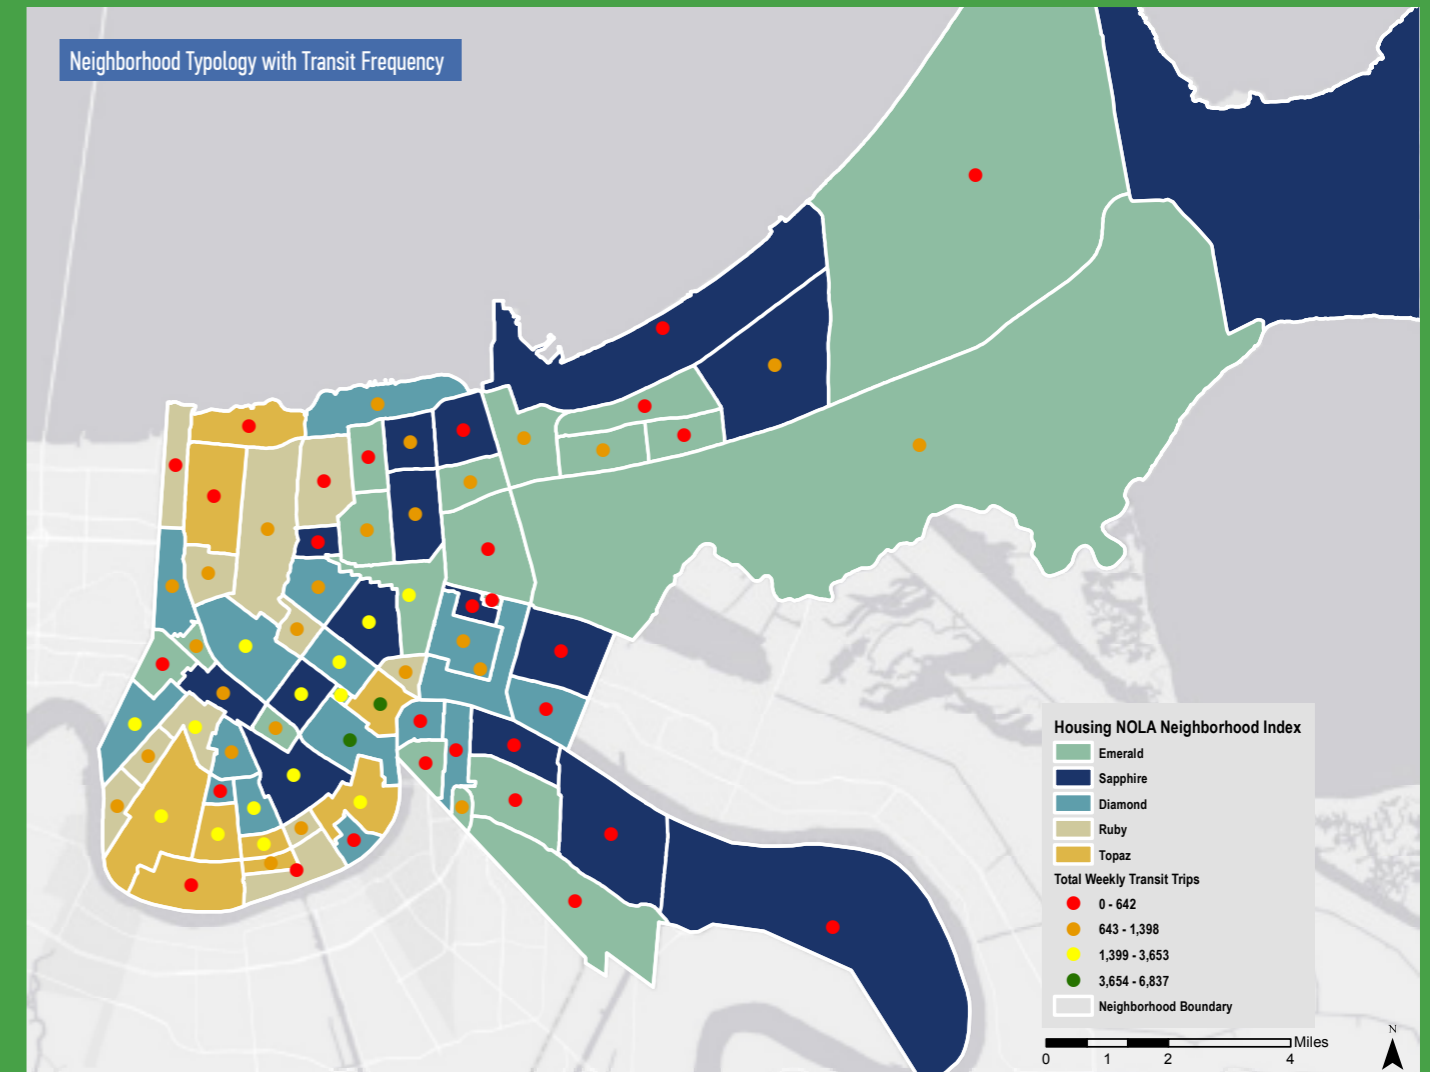 Neighborhood Typology with Transit Frequency
Housing NOLA Neighborhood Index
Emerald
Sapphire
Diamond
Ruby
Topaz
Total Weekly Transit Trips
0 - 642
643 - 1,398
1,399 - 3,653
3,654 - 6,837
Neighborhood Boundary
N
Miles
0 1 2 4